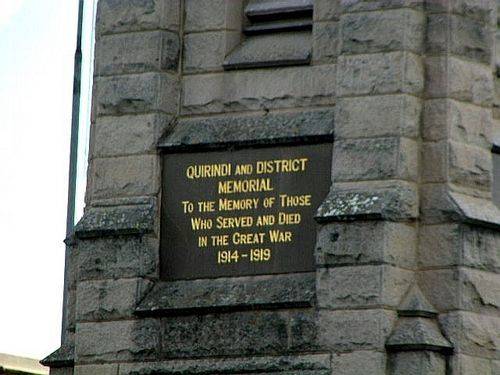 QUIRINDI AND DISTRICT
MEMORIAL
TO THE MEMORY OF THOSE
WHO SERVED AND DIED
IN THE GREAT WAR
1914 - 1919